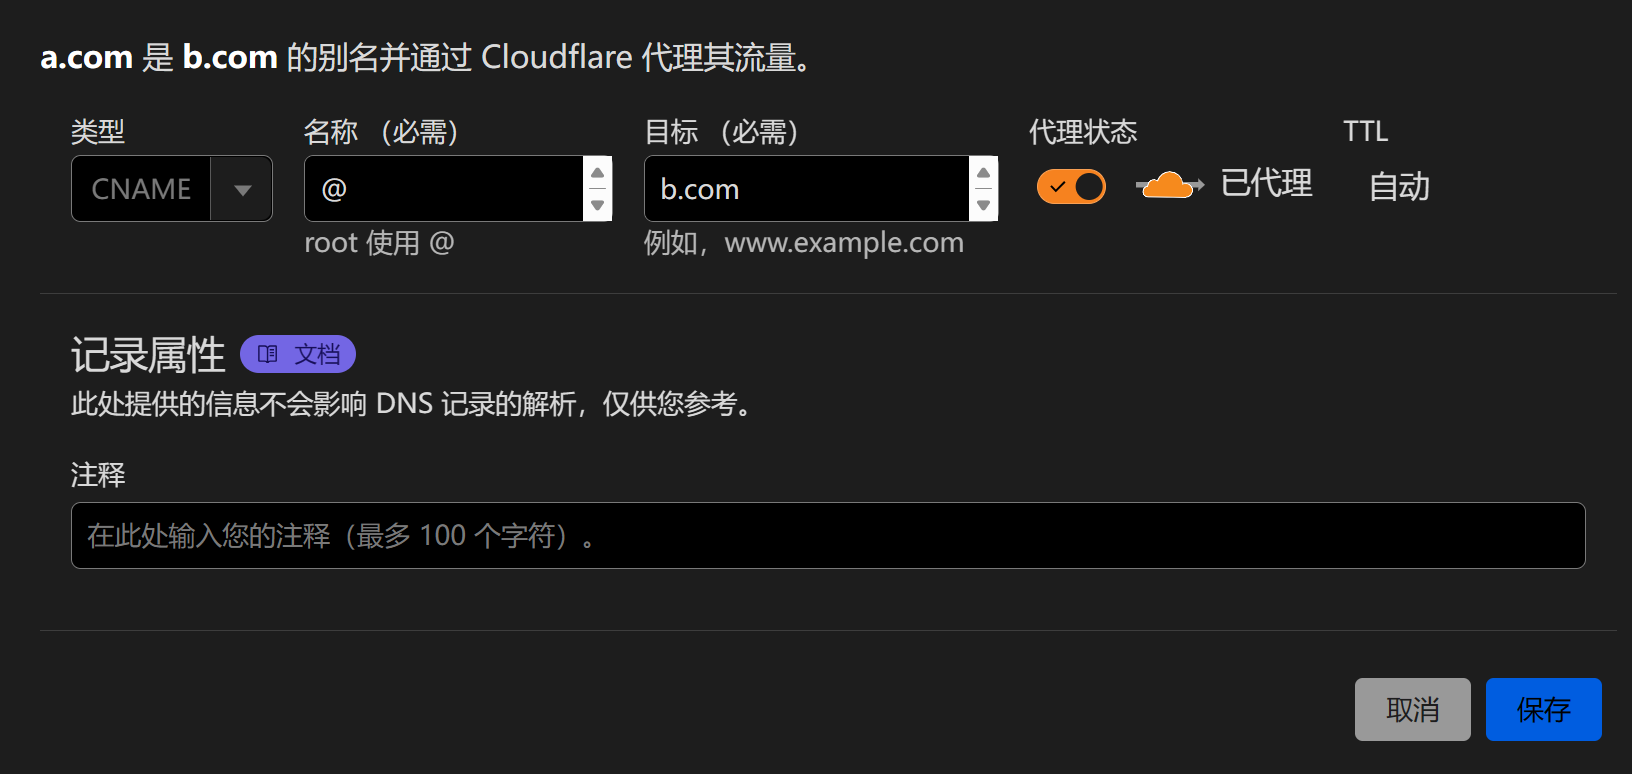 a.com 是 b.com 的别名并通过 Cloudflare 代理其流量。
类型 名称 （必需） 目标 （必需） 代理状态 TTL
CNAME @ b.com 已代理 自动
root 使用 @ 例如，www.example.com
记录属性 文档
此处提供的信息不会影响 DNS 记录的解析，仅供您参考。
注释
在此处输入您的注释（最多 100 个字符）。
取消 保存